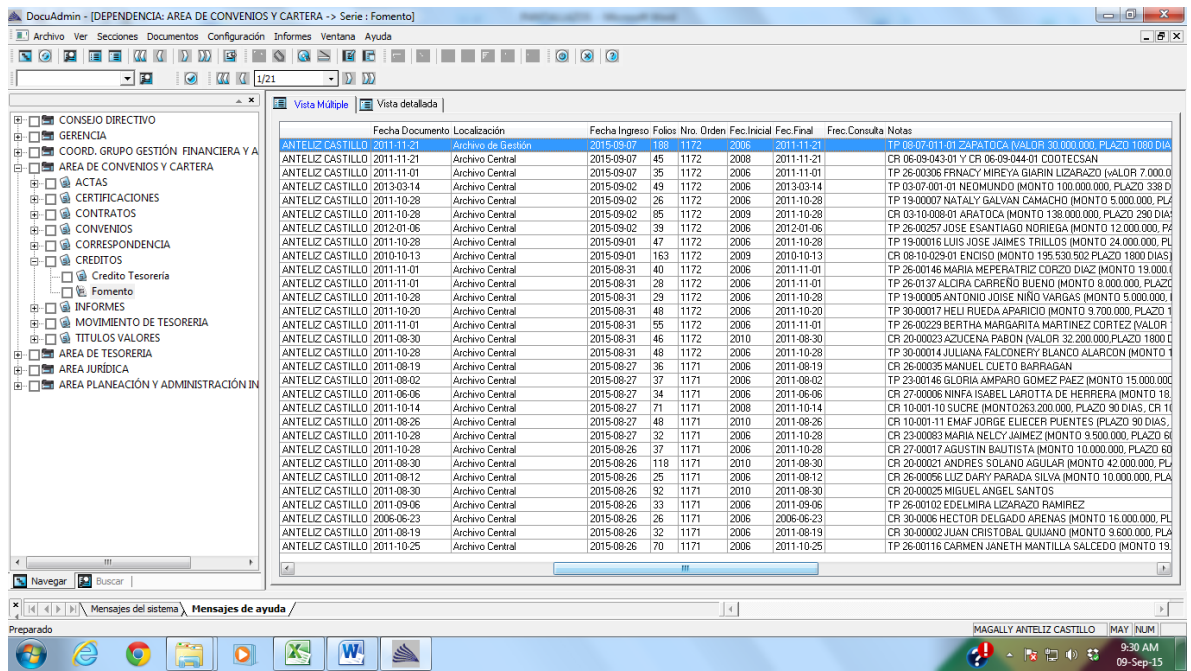 DocuAdmin - [DEPENDENCIA: AREA DE CONVENIOS Y CARTERA -> Serie : Fomento]
Archivo Ver Secciones Documentos Configuración Informes Ventana Ayuda
1/21
CONSEJO DIRECTIVO
GERENCIA
COORD. GRUPO GESTIÓN FINANCIERA Y A
AREA DE CONVENIOS Y CARTERA
ACTAS
CERTIFICACIONES
CONTRATOS
CONVENIOS
CORRESPONDENCIA
CREDITOS
Credito Tesorería
Fomento
INFORMES
MOVIMIENTO DE TESORERIA
TITULOS VALORES
AREA DE TESORERIA
AREA JURÍDICA
AREA PLANEACIÓN Y ADMINISTRACIÓN IN
Navegar Buscar
Vista Múltiple Vista detallada
Fecha Documento Localización Fecha Ingreso Folios Nro. Orden Fec.Inicial Fec.Final Frec.Consulta Notas
ANTELIZ CASTILLO 2011-11-21 Archivo de Gestión 2015-09-07 188 1172 2006 2011-11-21 TP 08-07-011-01 ZAPATOCA (VALOR 30.000.000, PLAZO 1080 DIA
ANTELIZ CASTILLO 2011-11-21 Archivo Central 2015-09-07 45 1172 2008 2011-11-21 CR 06-09-043-01 Y CR 06-09-044-01 COOTECSAN
ANTELIZ CASTILLO 2011-11-01 Archivo Central 2015-09-07 35 1172 2006 2011-11-01 TP 26-00306 FRNACY MIREYA GIARIN LIZARAZO (vALOR 7.000.0
ANTELIZ CASTILLO 2013-03-14 Archivo Central 2015-09-02 49 1172 2006 2013-03-14 TP 03-07-001-01 NEOMUNDO (MONTO 100.000.000, PLAZO 338 D
ANTELIZ CASTILLO 2011-10-28 Archivo Central 2015-09-02 26 1172 2006 2011-10-28 TP 19-00007 NATALY GALVAN CAMACHO (MONTO 5.000.000, PLA
ANTELIZ CASTILLO 2011-10-28 Archivo Central 2015-09-02 85 1172 2009 2011-10-28 CR 03-10-008-01 ARATOCA (MONTO 138.000.000, PLAZO 290 DIA
ANTELIZ CASTILLO 2012-01-06 Archivo Central 2015-09-02 39 1172 2006 2012-01-06 TP 26-00257 JOSE ESANTIAGO NORIEGA (MONTO 12.000.000, PA
ANTELIZ CASTILLO 2011-10-28 Archivo Central 2015-09-01 47 1172 2006 2011-10-28 TP 19-00016 LUIS JOSE JAIMES TRILLOS (MONTO 24.000.000, PL
ANTELIZ CASTILLO 2010-10-13 Archivo Central 2015-09-01 163 1172 2009 2010-10-13 CR 08-10-029-01 ENCISO (MONTO 195.530.502 PLAZO 1800 DIAS)
ANTELIZ CASTILLO 2011-11-01 Archivo Central 2015-08-31 40 1172 2006 2011-11-01 TP 26-00146 MARIA MEPERATRIZ CORZO DIAZ (MONTO 19.000.
ANTELIZ CASTILLO 2011-11-01 Archivo Central 2015-08-31 28 1172 2006 2011-11-01 TP 26-0137 ALCIRA CARREÑO BUENO (MONTO 8.000.000, PLAZO
ANTELIZ CASTILLO 2011-10-28 Archivo Central 2015-08-31 29 1172 2006 2011-10-28 TP 19-00005 ANTONIO JOISE NIÑO VARGAS (MONTO 5.000.000,
ANTELIZ CASTILLO 2011-10-20 Archivo Central 2015-08-31 48 1172 2006 2011-10-20 TP 30-00017 HELI RUEDA APARICIO (MONTO 9.700.000, PLAZO 1
ANTELIZ CASTILLO 2011-11-01 Archivo Central 2015-08-31 55 1172 2006 2011-11-01 TP 26-00229 BERTHA MARGARITA MARTINEZ CORTEZ (VALOR
ANTELIZ CASTILLO 2011-08-30 Archivo Central 2015-08-31 46 1172 2010 2011-08-30 CR 20-00023 AZUCENA PABON (VALOR 32.200.000,PLAZO 1800 D
ANTELIZ CASTILLO 2011-10-28 Archivo Central 2015-08-31 48 1172 2006 2011-10-28 TP 30-00014 JULIANA FALCONERY BLANCO ALARCON (MONTO 1
ANTELIZ CASTILLO 2011-08-19 Archivo Central 2015-08-27 36 1171 2006 2011-08-19 CR 26-00035 MANUEL CUETO BARRAGAN
ANTELIZ CASTILLO 2011-08-02 Archivo Central 2015-08-27 37 1171 2006 2011-08-02 TP 23-00146 GLORIA AMPARO GOMEZ PAEZ (MONTO 15.000.000
ANTELIZ CASTILLO 2011-06-06 Archivo Central 2015-08-27 34 1171 2006 2011-06-06 CR 27-00006 NINFA ISABEL LAROTTA DE HERRERA (MONTO 18.
ANTELIZ CASTILLO 2011-10-14 Archivo Central 2015-08-27 71 1171 2008 2011-10-14 CR 10-001-10 SUCRE (MONTO263.200.000, PLAZO 90 DIAS, CR 10
ANTELIZ CASTILLO 2011-08-26 Archivo Central 2015-08-27 48 1171 2010 2011-08-26 CR 10-001-11 EMAF JORGE ELIECER PUENTES (PLAZO 90 DIAS,
ANTELIZ CASTILLO 2011-10-28 Archivo Central 2015-08-27 32 1171 2006 2011-10-28 CR 23-00083 MARIA NELCY JAIMEZ (MONTO 9.500.000, PLAZO 60
ANTELIZ CASTILLO 2011-10-28 Archivo Central 2015-08-26 37 1171 2006 2011-10-28 CR 27-00017 AGUSTIN BAUTISTA (MONTO 10.000.000, PLAZO 60
ANTELIZ CASTILLO 2011-08-30 Archivo Central 2015-08-26 118 1171 2010 2011-08-30 CR 20-00021 ANDRES SOLANO AGULAR (MONTO 42.000.000, PLA
ANTELIZ CASTILLO 2011-08-12 Archivo Central 2015-08-26 25 1171 2006 2011-08-12 CR 26-00056 LUZ DARY PARADA SILVA (MONTO 10.000.000, PLA
ANTELIZ CASTILLO 2011-08-30 Archivo Central 2015-08-26 92 1171 2010 2011-08-30 CR 20-00025 MIGUEL ANGEL SANTOS
ANTELIZ CASTILLO 2011-09-06 Archivo Central 2015-08-26 33 1171 2006 2011-09-06 TP 26-00102 EDELMIRA LIZARAZO RAMIREZ
ANTELIZ CASTILLO 2006-06-23 Archivo Central 2015-08-26 26 1171 2006 2006-06-23 CR 30-0006 HECTOR DELGADO ARENAS (MONTO 16.000.000, PL
ANTELIZ CASTILLO 2011-08-19 Archivo Central 2015-08-26 32 1171 2006 2011-08-19 CR 30-00002 JUAN CRISTOBAL QUIJANO (MONTO 9.600.000, PLA
ANTELIZ CASTILLO 2011-10-25 Archivo Central 2015-08-26 70 1171 2006 2011-10-25 TP 26-00116 CARMEN JANETH MANTILLA SALCEDO (MONTO 19.
Mensajes del sistema Mensajes de ayuda
Preparado MAGALLY ANTELIZ CASTILLO MAY NUM
9:30 AM
09-Sep-15